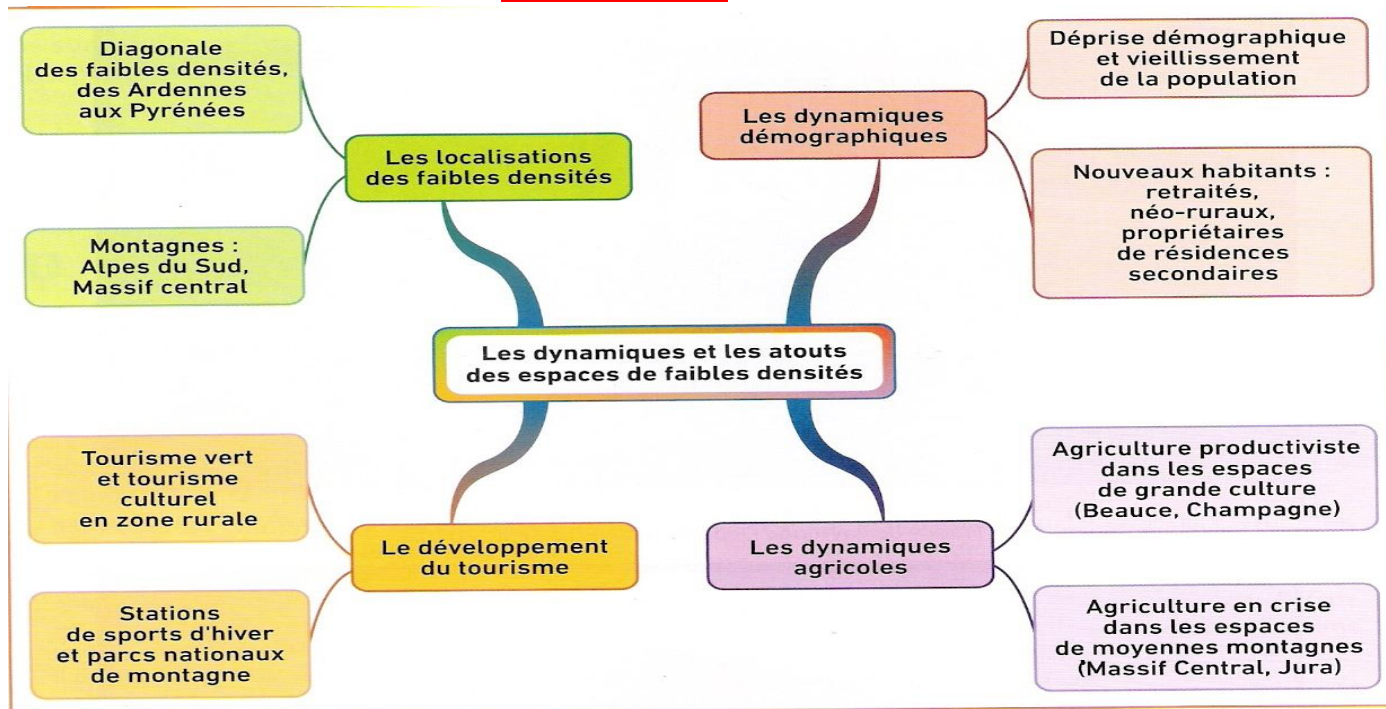 Diagonale
des faibles densités,
des Ardennes
aux Pyrénées
Les localisations
des faibles densités
Montagnes :
Alpes du Sud,
Massif central
Déprise démographique
et vieillissement
de la population
Les dynamiques
démographiques
Nouveaux habitants :
retraités,
néo-ruraux,
propriétaires
de résidences
secondaires
Les dynamiques et les atouts
des espaces de faibles densités
Tourisme vert
et tourisme
culturel
en zone rurale
Le développement
du tourisme
Stations
de sports d'hiver
et parcs nationaux
de montagne
Agriculture productiviste
dans les espaces
de grande culture
(Beauce, Champagne)
Les dynamiques
agricoles
Agriculture en crise
dans les espaces
de moyennes montagnes
(Massif Central, Jura)